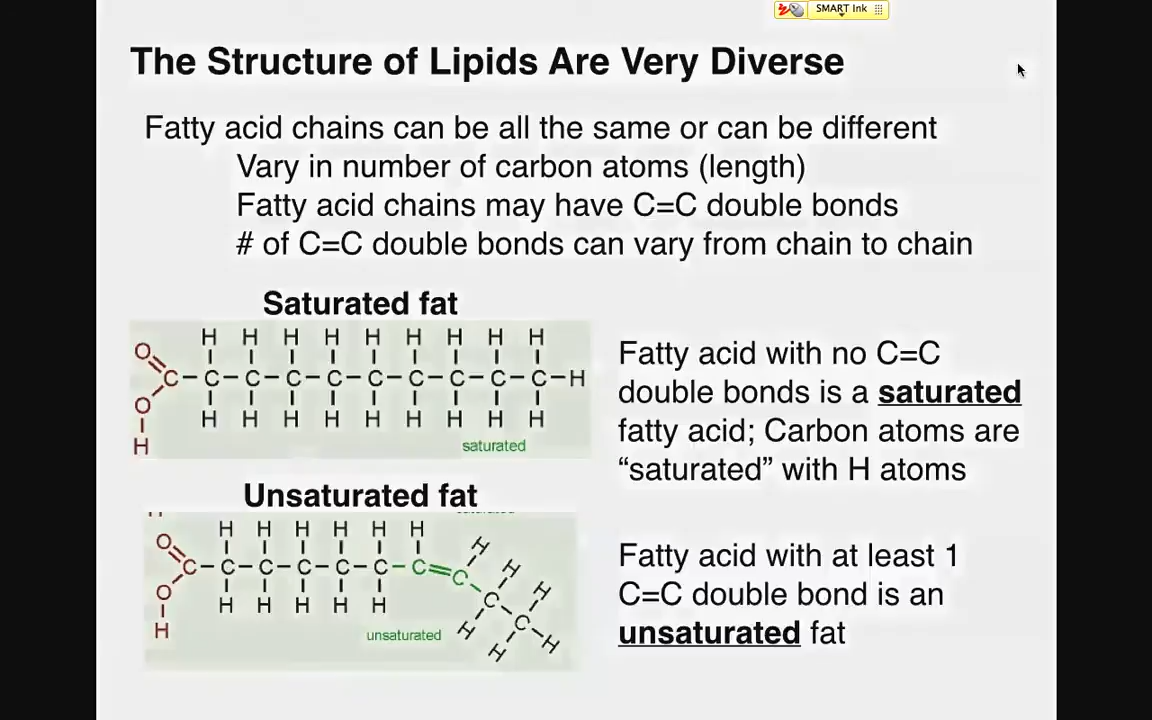 SMART Ink
The Structure of Lipids Are Very Diverse
Fatty acid chains can be all the same or can be different
Vary in number of carbon atoms (length)
Fatty acid chains may have C=C double bonds
# of C=C double bonds can vary from chain to chain
Saturated fat
H H H H H H H H H
O
C-C-C-C-C-C-C-C-C-C-H
O
H H H H H H H H H
H
saturated
Fatty acid with no C=C
double bonds is a saturated
fatty acid; Carbon atoms are
“saturated” with H atoms
Unsaturated fat
H H H H H H
O H
C-C-C-C-C-C-C=C H
O C H
H H H H H C
H H H
unsaturated H
Fatty acid with at least 1
C=C double bond is an
unsaturated fat